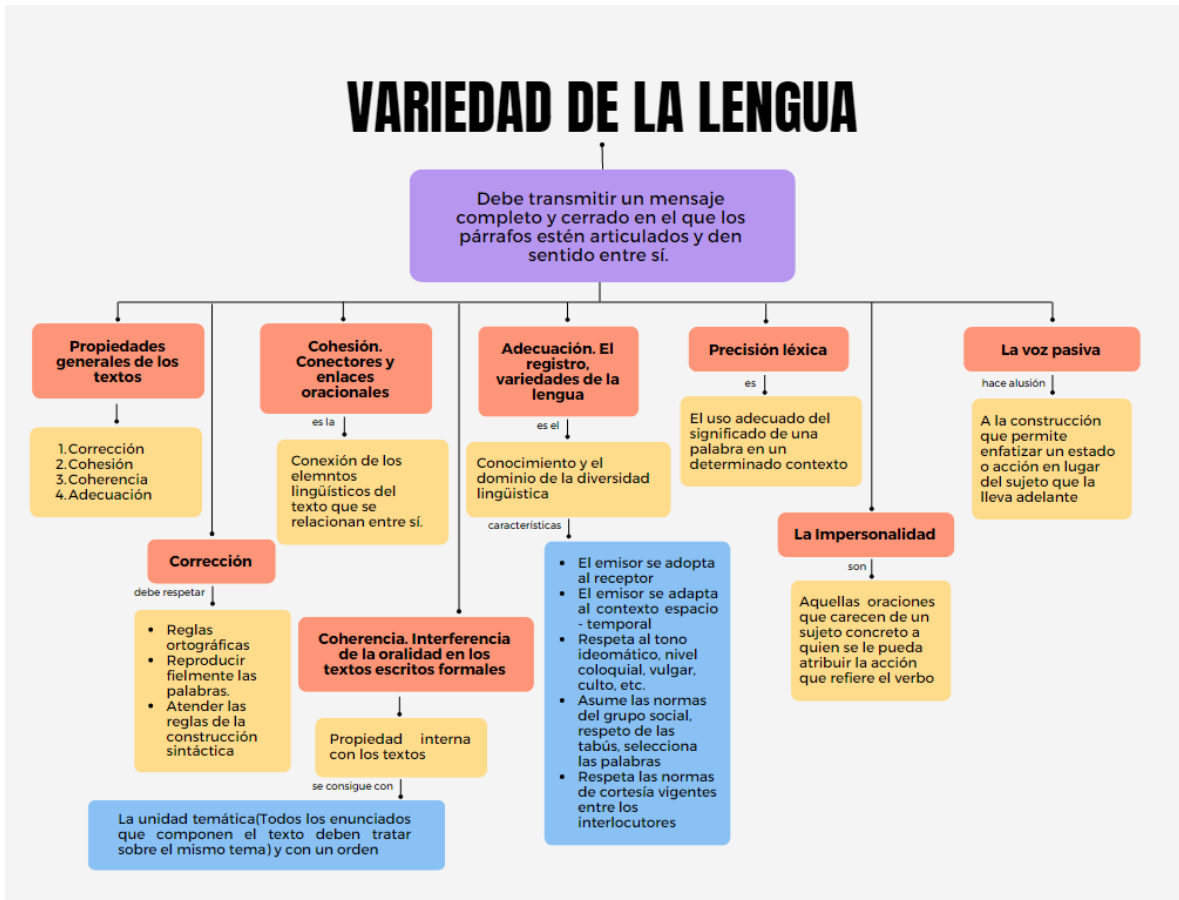 VARIEDAD DE LA LENGUA
Debe transmitir un mensaje
completo y cerrado en el que los
párrafos estén articulados y den
sentido entre sí.
Propiedades
generales de los
textos
1.Corrección
2.Cohesión
3.Coherencia
4.Adecuación
Corrección
debe respetar
• Reglas
ortográficas
• Reproducir
fielmente las
palabras.
• Atender las
reglas de la
construcción
sintáctica
Cohesión.
Conectores y
enlaces
oracionales
es la
Conexión de los
elemntos
lingüísticos del
texto que se
relacionan entre sí.
Coherencia. Interferencia
de la oralidad en los
textos escritos formales
Propiedad interna
con los textos
se consigue con
La unidad temática(Todos los enunciados
que componen el texto deben tratar
sobre el mismo tema) y con un orden
Adecuación. El
registro,
variedades de la
lengua
es el
Conocimiento y el
dominio de la diversidad
lingüistica
características
• El emisor se adopta
al receptor
• El emisor se adapta
al contexto espacio
- temporal
• Respeta al tono
ideomático, nivel
coloquial, vulgar,
culto, etc.
• Asume las normas
del grupo social,
respeto de las
tabús, selecciona
las palabras
• Respeta las normas
de cortesía vigentes
entre los
interlocutores
Precisión léxica
es
El uso adecuado del
significado de una
palabra en un
determinado contexto
La Impersonalidad
son
Aquellas oraciones
que carecen de un
sujeto concreto a
quien se le pueda
atribuir la acción
que refiere el verbo
La voz pasiva
hace alusión
A la construcción
que permite
enfatizar un estado
o acción en lugar
del sujeto que la
lleva adelante